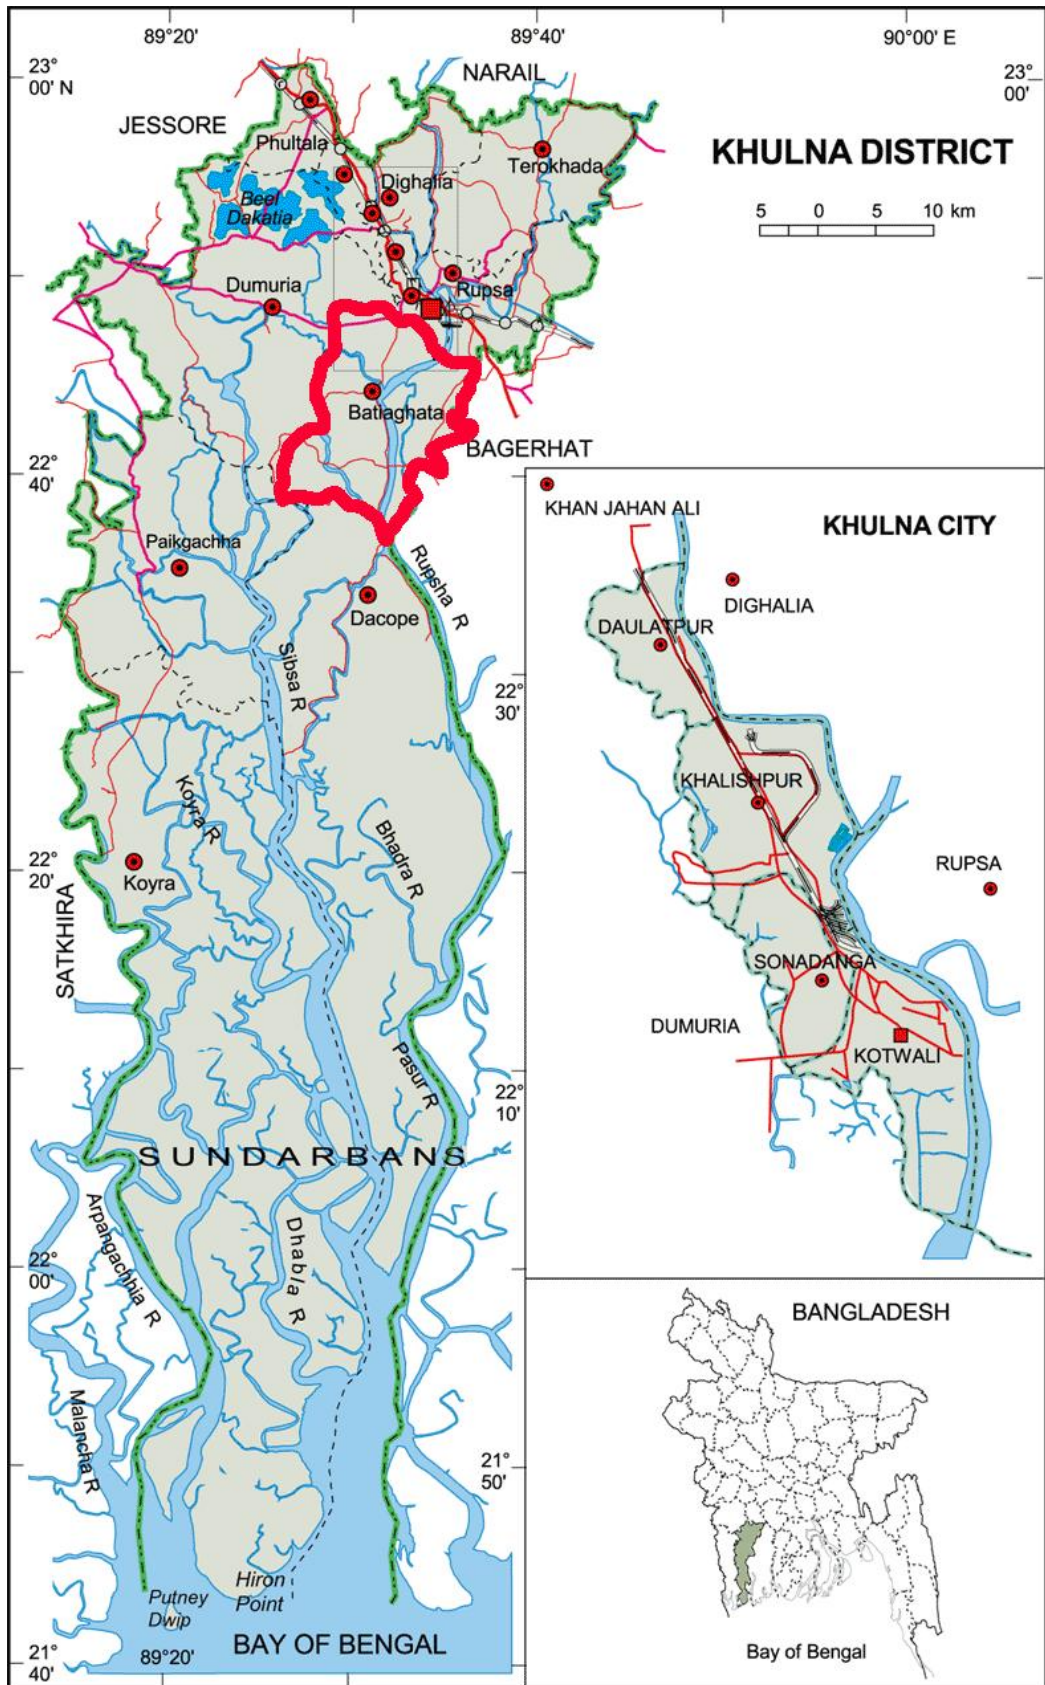 89°20'
89°40'
90°00' E
23°
00' N
23°
00'
NARAIL
JESSORE
KHULNA DISTRICT
Phultala
Terokhada
Dighalia
Beel
Dakatia
5 0 5 10 km
Dumuria
Rupsa
Batiaghata
BAGERHAT
22°
40'
KHAN JAHAN ALI
KHULNA CITY
Paikgachha
Rupsha R
Dacope
DIGHALIA
DAULATPUR
Sibsa R
22°
30'
KHALISHPUR
Koyra R
Bhadra R
22°
20'
Koyra
RUPSA
SATKHIRA
SONADANGA
DUMURIA
KOTWALI
Pasur R
22°
10'
SUNDARBANS
Arpangachhia R
Dhabla R
22°
00'
BANGLADESH
Malancha R
21°
50'
Hiron
Point
Putney
Dwip
BAY OF BENGAL
Bay of Bengal
21°
40'
89°20'